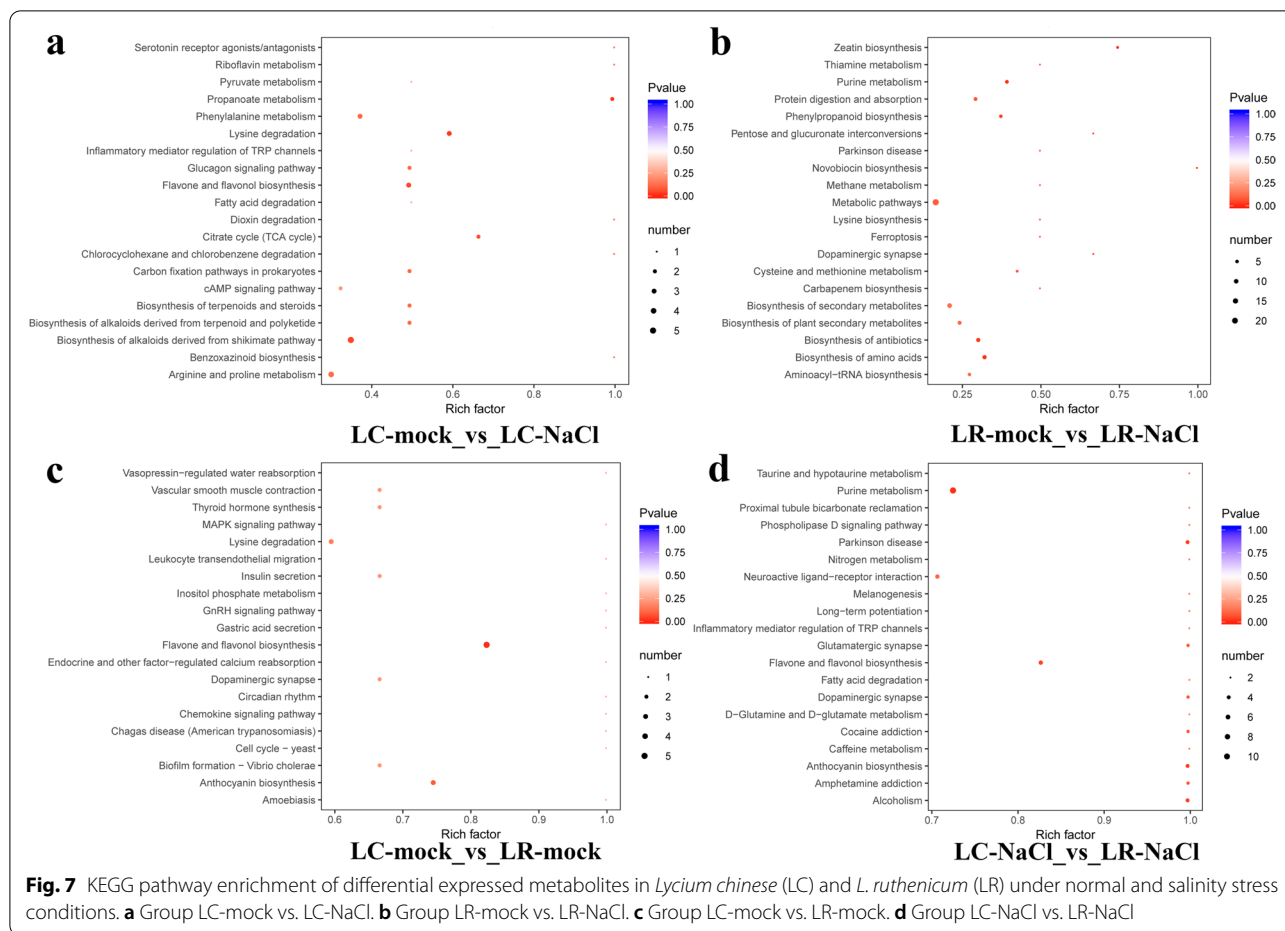 a
Serotonin receptor agonists/antagonists
Riboflavin metabolism
Pyruvate metabolism
Propanoate metabolism
Phenylalanine metabolism
Lysine degradation
Inflammatory mediator regulation of TRP channels
Glucagon signaling pathway
Flavone and flavonol biosynthesis
Fatty acid degradation
Dioxin degradation
Citrate cycle (TCA cycle)
Chlorocyclohexane and chlorobenzene degradation
Carbon fixation pathways in prokaryotes
cAMP signaling pathway
Biosynthesis of terpenoids and steroids
Biosynthesis of alkaloids derived from terpenoid and polyketide
Biosynthesis of alkaloids derived from shikimate pathway
Benzoxazinoid biosynthesis
Arginine and proline metabolism
0.4 0.6 0.8 1.0
Rich factor
Pvalue
1.00
0.75
0.50
0.25
0.00
number
1
2
3
4
5
LC-mock_vs_LC-NaCl
b
Zeatin biosynthesis
Thiamine metabolism
Purine metabolism
Protein digestion and absorption
Phenylpropanoid biosynthesis
Pentose and glucuronate interconversions
Parkinson disease
Novobiocin biosynthesis
Methane metabolism
Metabolic pathways
Lysine biosynthesis
Ferroptosis
Dopaminergic synapse
Cysteine and methionine metabolism
Carbapenem biosynthesis
Biosynthesis of secondary metabolites
Biosynthesis of plant secondary metabolites
Biosynthesis of antibiotics
Biosynthesis of amino acids
Aminoacyl−tRNA biosynthesis
0.25 0.50 0.75 1.00
Rich factor
Pvalue
1.00
0.75
0.50
0.25
0.00
number
5
10
15
20
LR-mock_vs_LR-NaCl
c
Vasopressin−regulated water reabsorption
Vascular smooth muscle contraction
Thyroid hormone synthesis
MAPK signaling pathway
Lysine degradation
Leukocyte transendothelial migration
Insulin secretion
Inositol phosphate metabolism
GnRH signaling pathway
Gastric acid secretion
Flavone and flavonol biosynthesis
Endocrine and other factor−regulated calcium reabsorption
Dopaminergic synapse
Circadian rhythm
Chemokine signaling pathway
Chagas disease (American trypanosomiasis)
Cell cycle − yeast
Biofilm formation − Vibrio cholerae
Anthocyanin biosynthesis
Amoebiasis
0.6 0.7 0.8 0.9 1.0
Rich factor
Pvalue
1.00
0.75
0.50
0.25
0.00
number
1
2
3
4
5
LC-mock_vs_LR-mock
d
Taurine and hypotaurine metabolism
Purine metabolism
Proximal tubule bicarbonate reclamation
Phospholipase D signaling pathway
Parkinson disease
Nitrogen metabolism
Neuroactive ligand−receptor interaction
Melanogenesis
Long−term potentiation
Inflammatory mediator regulation of TRP channels
Glutamatergic synapse
Flavone and flavonol biosynthesis
Fatty acid degradation
Dopaminergic synapse
D−Glutamine and D−glutamate metabolism
Cocaine addiction
Caffeine metabolism
Anthocyanin biosynthesis
Amphetamine addiction
Alcoholism
0.7 0.8 0.9 1.0
Rich factor
Pvalue
1.00
0.75
0.50
0.25
0.00
number
2
4
6
8
10
LC-NaCl_vs_LR-NaCl
Fig. 7 KEGG pathway enrichment of differential expressed metabolites in Lycium chinese (LC) and L. ruthenicum (LR) under normal and salinity stress
conditions. a Group LC-mock vs. LC-NaCl. b Group LR-mock vs. LR-NaCl. c Group LC-mock vs. LR-mock. d Group LC-NaCl vs. LR-NaCl